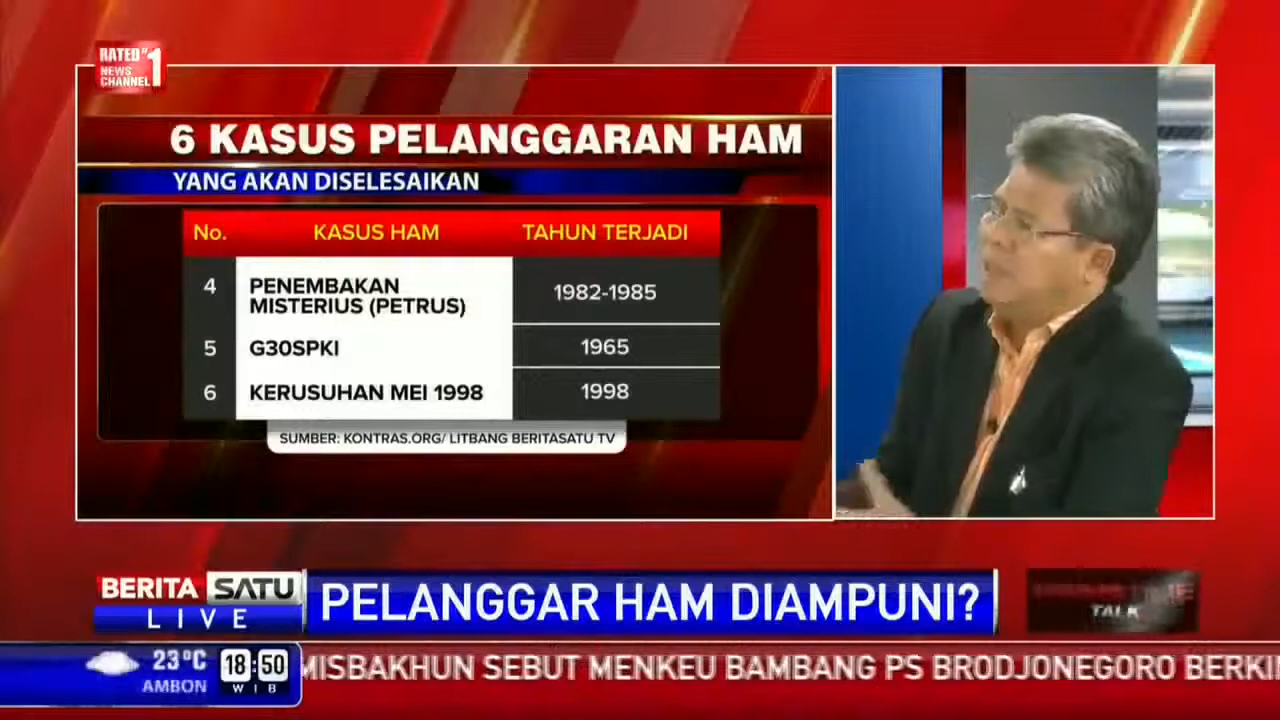 RATED #1
NEWS
CHANNEL
6 KASUS PELANGGARAN HAM
YANG AKAN DISELESAIKAN
No. KASUS HAM TAHUN TERJADI
4 PENEMBAKAN MISTERIUS (PETRUS) 1982-1985
5 G30SPKI 1965
6 KERUSUHAN MEI 1998 1998
SUMBER: KONTRAS.ORG/ LITBANG BERITASATU TV
BERITA SATU
LIVE
PELANGGAR HAM DIAMPUNI?
TALK
23°C
AMBON
18:50
WIB
MISBAKHUN SEBUT MENKEU BAMBANG PS BRODJONEGORO BERKI